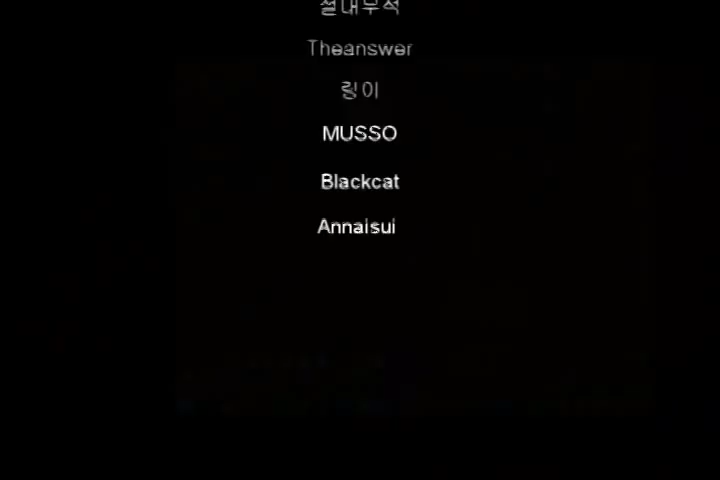 절대무적
Theanswer
링이
MUSSO
Blackcat
Annaisui